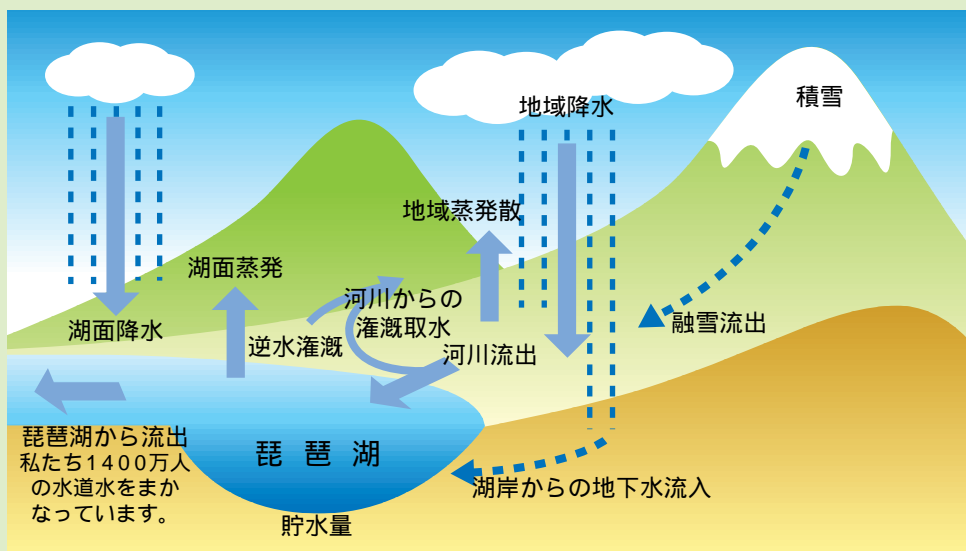 地域降水
積雪
地域蒸発散
湖面蒸発
河川からの
灌漑取水
湖面降水
逆水灌漑
河川流出
融雪流出
琵琶湖から流出
私たち1400万人
の水道水をまか
なっています。
琵 琶 湖
湖岸からの地下水流入
貯水量